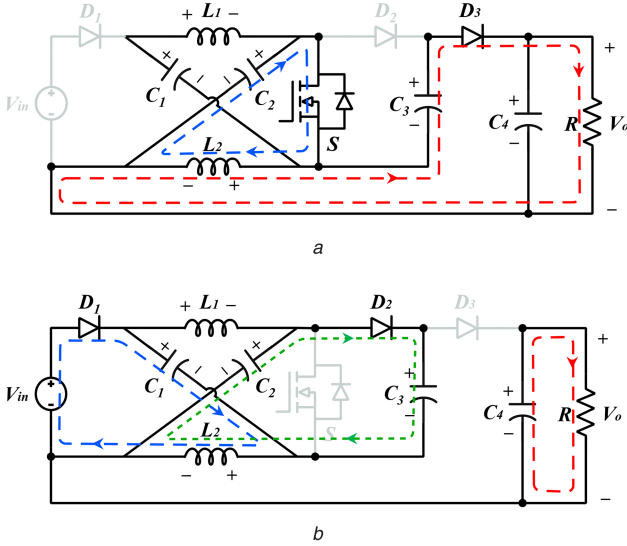 D1 D2 D3
+ L1 −
+ +
− −
C1 C2
Vin
+ −
S
+ C3 −
+ C4 −
R
+ Vo −
L2
− +
a
D1 D2 D3
+ L1 −
+ +
− −
C1 C2
Vin
+ −
S
+ C3 −
+ C4 −
R
+ Vo −
L2
− +
b